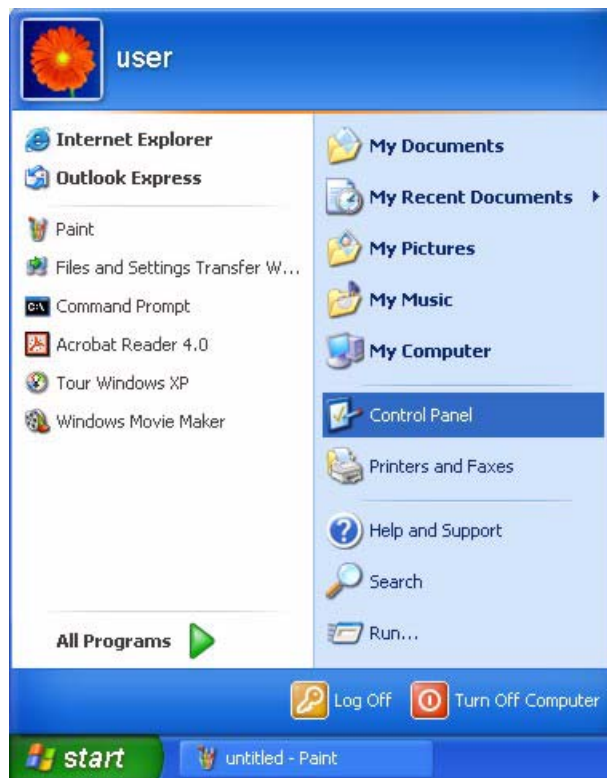 user
Internet Explorer
Outlook Express
Paint
Files and Settings Transfer W...
C:\
Command Prompt
Acrobat Reader 4.0
Tour Windows XP
Windows Movie Maker
All Programs
My Documents
My Recent Documents
My Pictures
My Music
My Computer
Control Panel
Printers and Faxes
Help and Support
Search
Run...
Log Off
Turn Off Computer
start
untitled - Paint